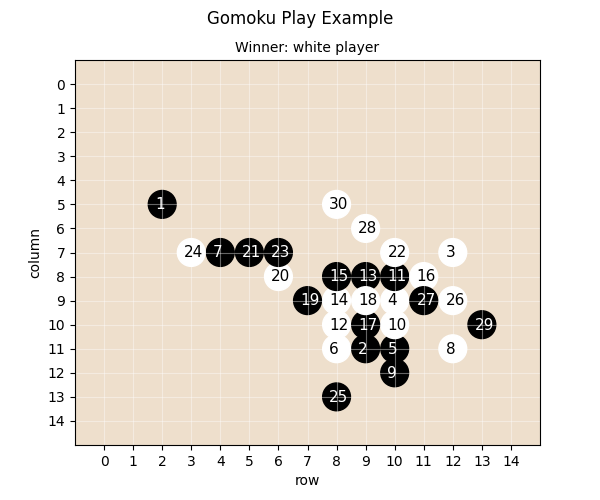 Gomoku Play Example
Winner: white player
0
1
2
3
4
5 1 30
6 28
7 24 7 21 23 22 3
8 20 15 13 11 16
9 19 14 18 4 27 26
10 12 17 10 29
11 6 2 5 8
12 9
13 25
14
column
0 1 2 3 4 5 6 7 8 9 10 11 12 13 14
row